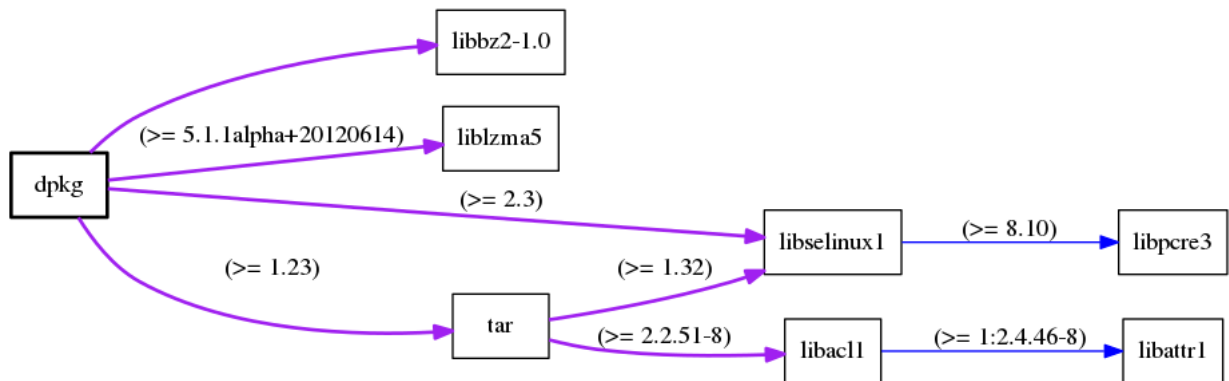 libbz2-1.0
(>= 5.1.1alpha+20120614)
liblzma5
dpkg
(>= 2.3)
libselinux1
(>= 8.10)
libpcre3
(>= 1.23)
(>= 1.32)
tar
(>= 2.2.51-8)
libacl1
(>= 1:2.4.46-8)
libattr1